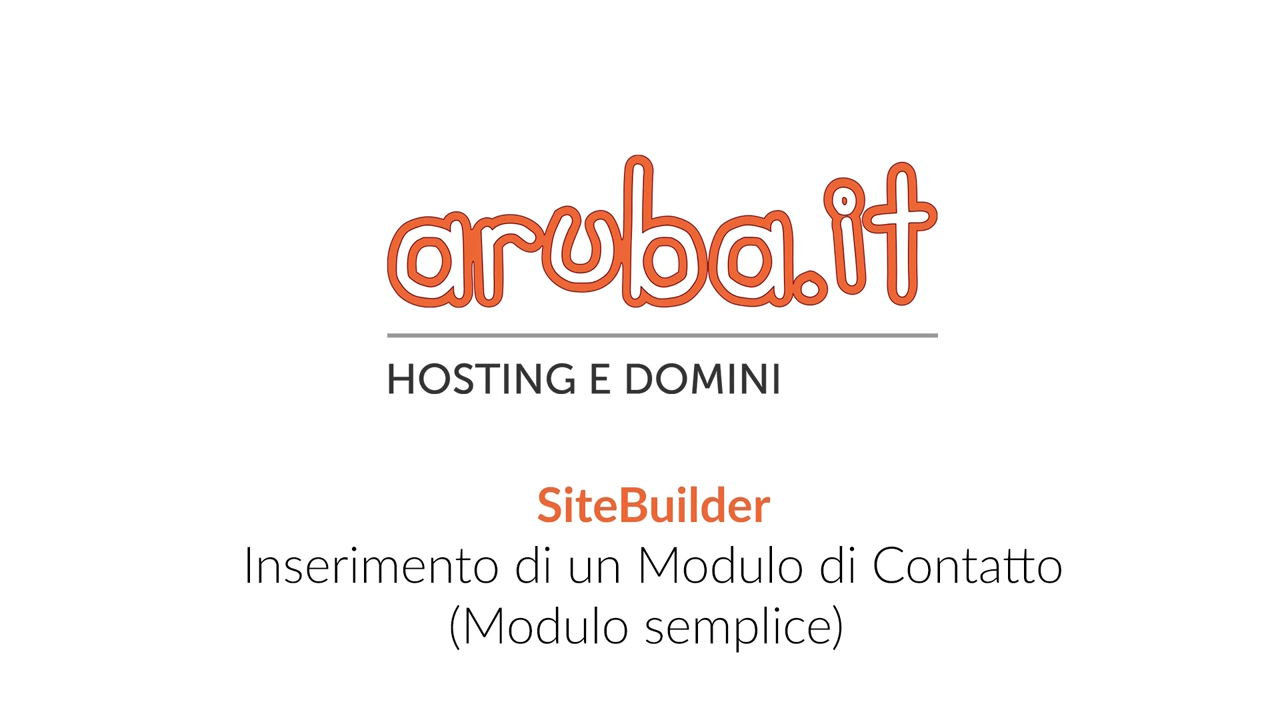 aruba.it
HOSTING E DOMINI
SiteBuilder
Inserimento di un Modulo di Contatto
(Modulo semplice)